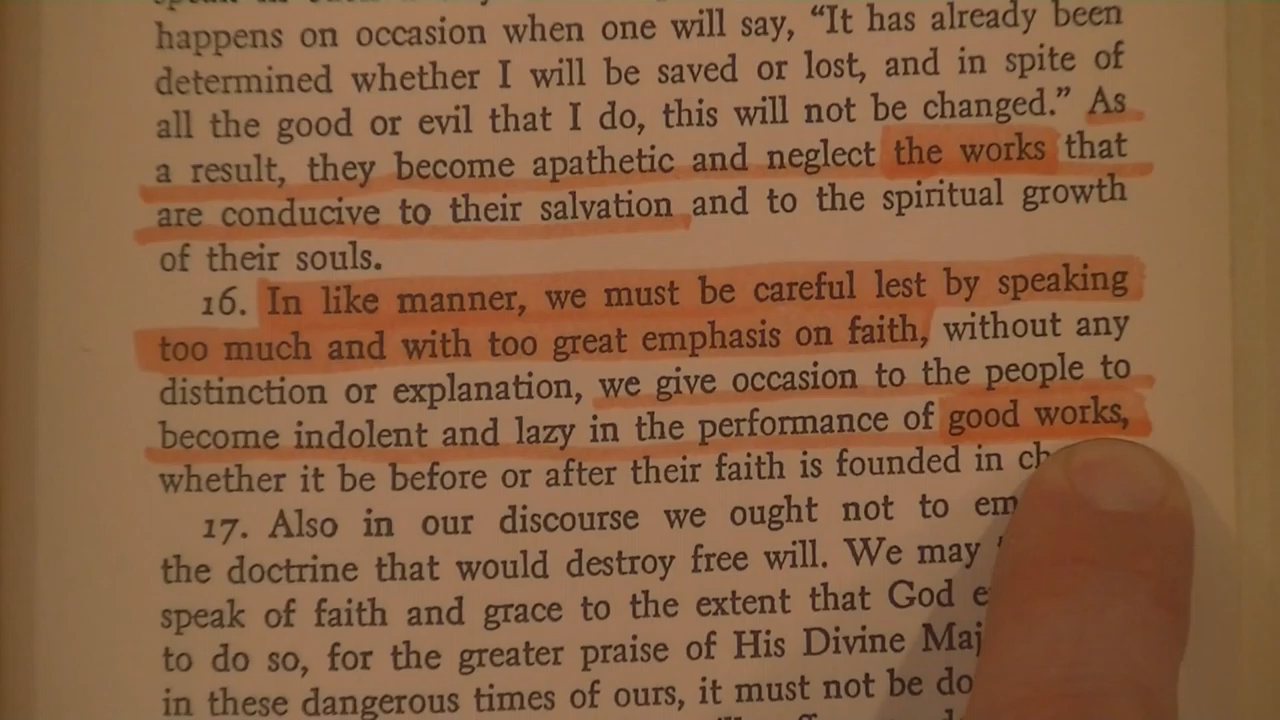 happens on occasion when one will say, “It has already been
determined whether I will be saved or lost, and in spite of
all the good or evil that I do, this will not be changed.” As
a result, they become apathetic and neglect the works that
are conducive to their salvation and to the spiritual growth
of their souls.
16. In like manner, we must be careful lest by speaking
too much and with too great emphasis on faith, without any
distinction or explanation, we give occasion to the people to
become indolent and lazy in the performance of good works,
whether it be before or after their faith is founded in
17. Also in our discourse we ought not to
the doctrine that would destroy free will. We may
speak of faith and grace to the extent that God
to do so, for the greater praise of His Divine
in these dangerous times of ours, it must not be